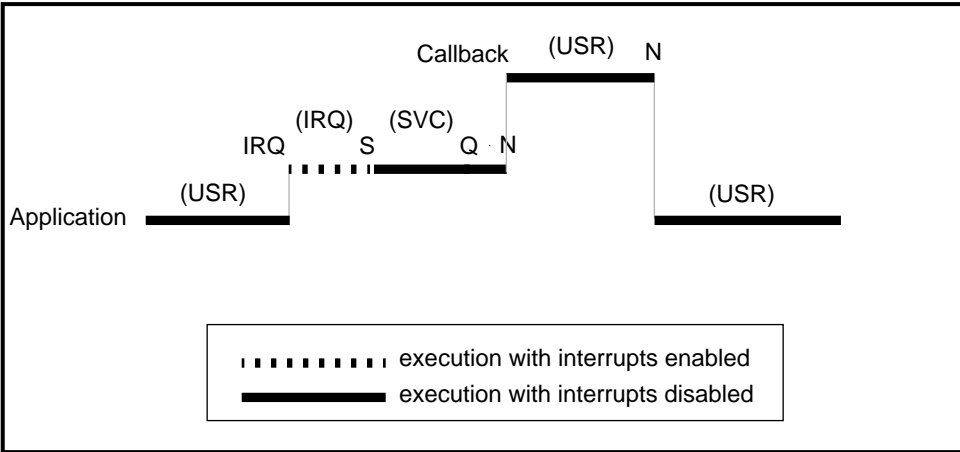 Callback (USR) N
(IRQ) (SVC)
IRQ S Q N
(USR) (USR)
Application
execution with interrupts enabled
execution with interrupts disabled